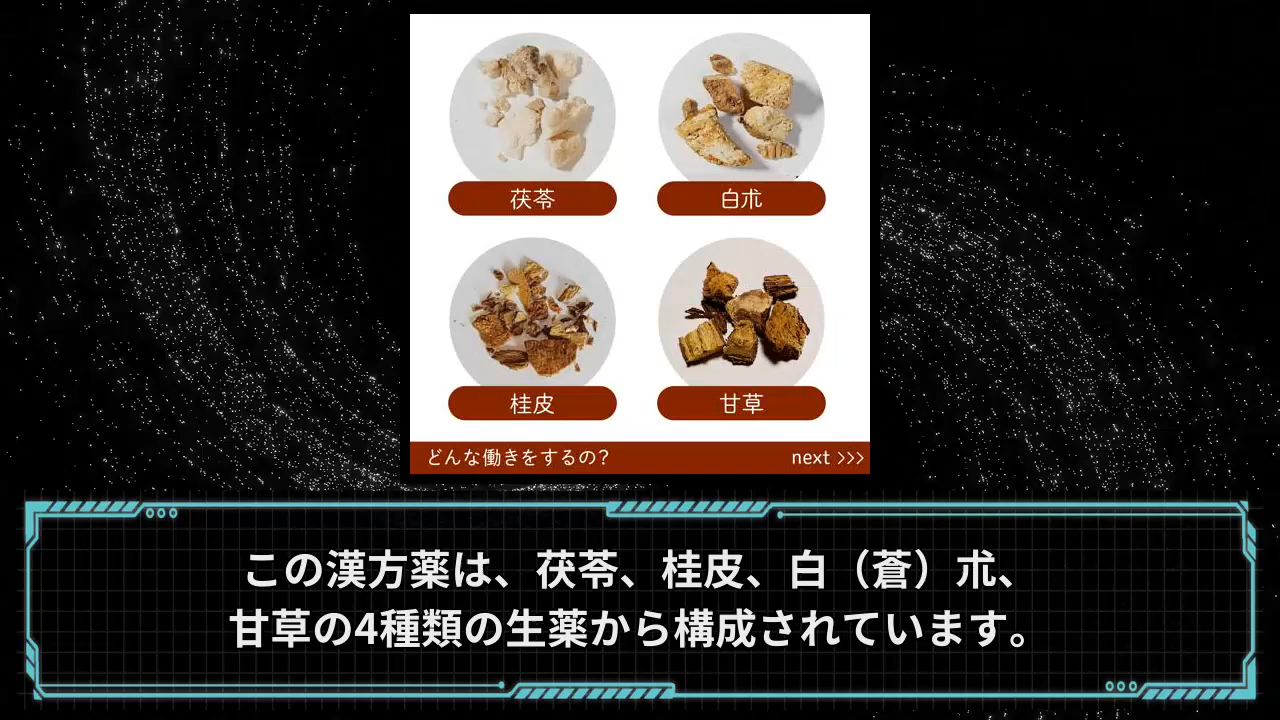 茯苓
白朮
桂皮
甘草
どんな働きをするの?
next >>>
この漢方薬は、茯苓、桂皮、白（蒼）朮、
甘草の4種類の生薬から構成されています。